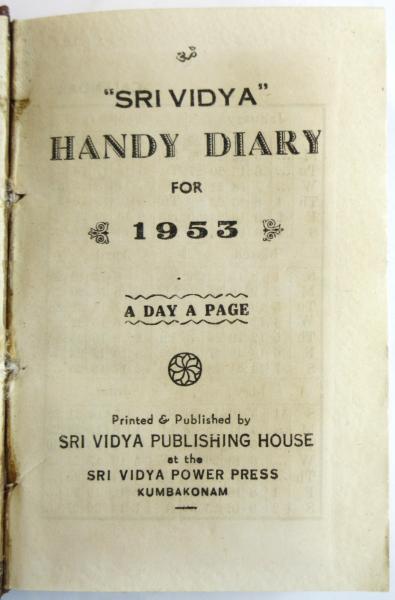 ॐ
"SRI VIDYA"
HANDY DIARY
FOR
1953
A DAY A PAGE
Printed & Published by
SRI VIDYA PUBLISHING HOUSE
at the
SRI VIDYA POWER PRESS
KUMBAKONAM